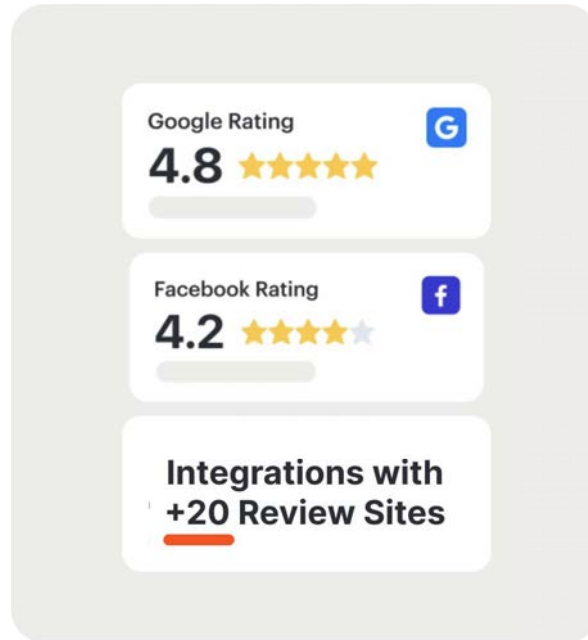 Google Rating
G
4.8
Facebook Rating
f
4.2
Integrations with
+20 Review Sites